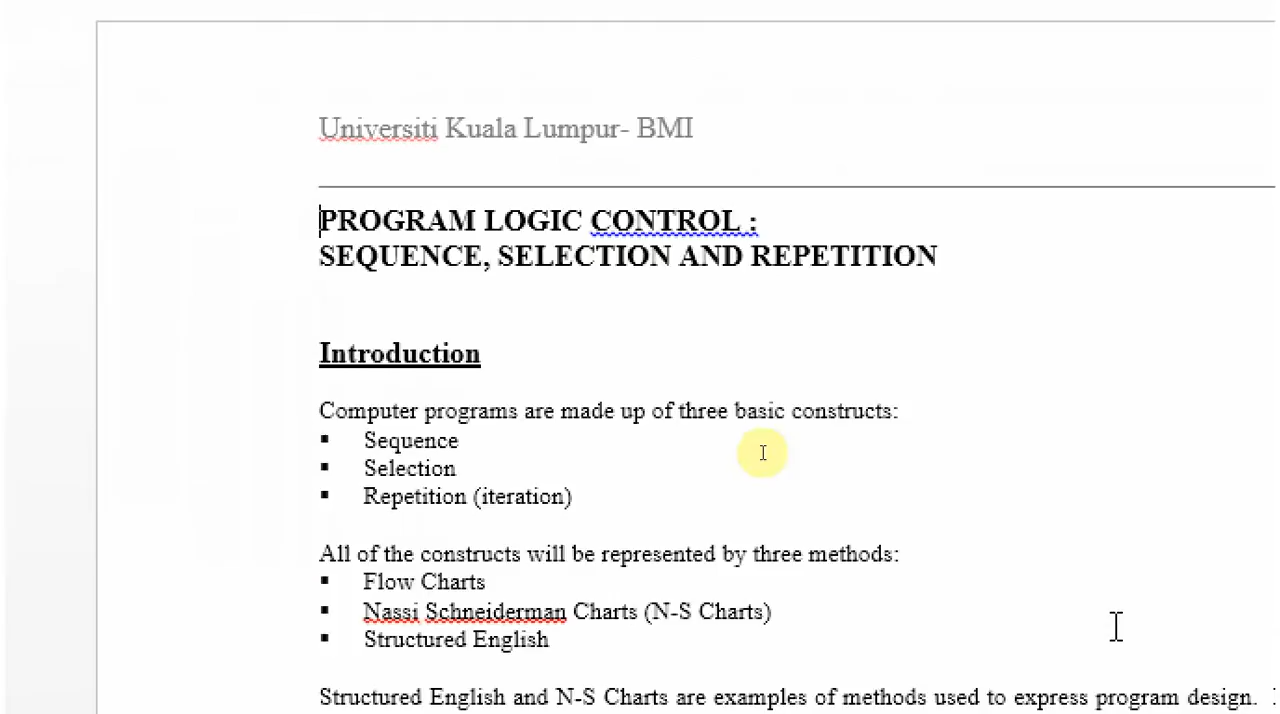 Universiti Kuala Lumpur- BMI
PROGRAM LOGIC CONTROL :
SEQUENCE, SELECTION AND REPETITION
Introduction
Computer programs are made up of three basic constructs:
▪ Sequence
▪ Selection
▪ Repetition (iteration)
All of the constructs will be represented by three methods:
▪ Flow Charts
▪ Nassi Schneiderman Charts (N-S Charts)
▪ Structured English
Structured English and N-S Charts are examples of methods used to express program design.